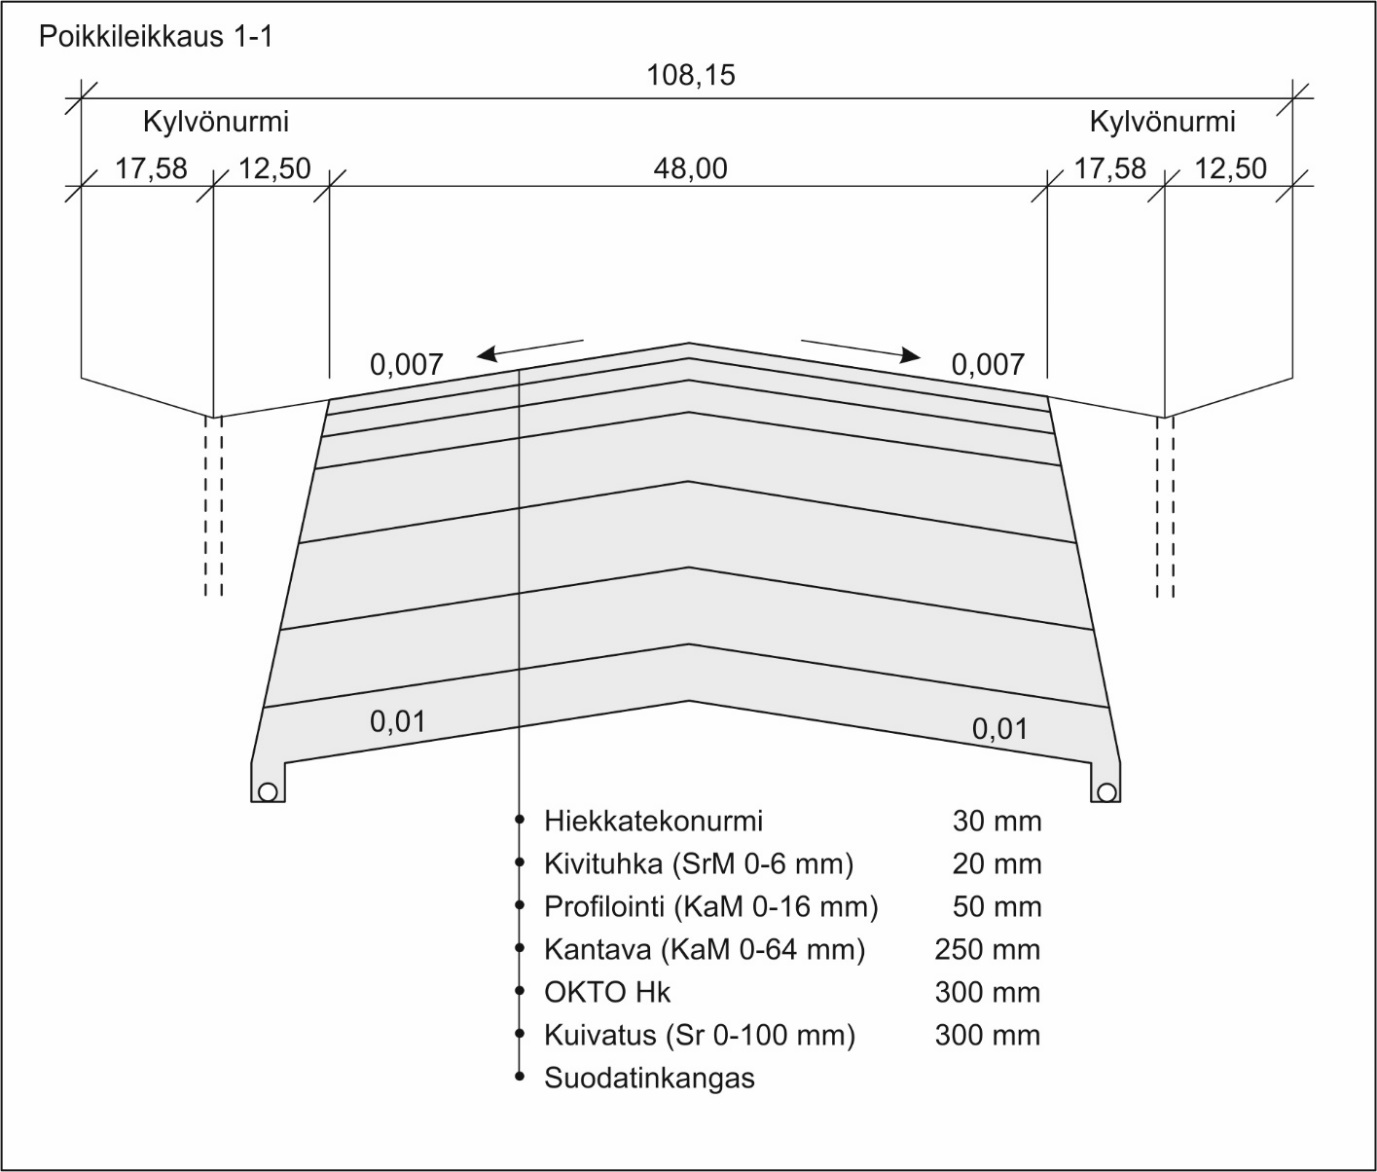 Poikkileikkaus 1-1
108,15
Kylvönurmi Kylvönurmi
17,58 12,50 48,00 17,58 12,50
0,007 0,007
0,01 0,01
Hiekkatekonurmi 30 mm
Kivituhka (SrM 0-6 mm) 20 mm
Profilointi (KaM 0-16 mm) 50 mm
Kantava (KaM 0-64 mm) 250 mm
OKTO Hk 300 mm
Kuivatus (Sr 0-100 mm) 300 mm
Suodatinkangas